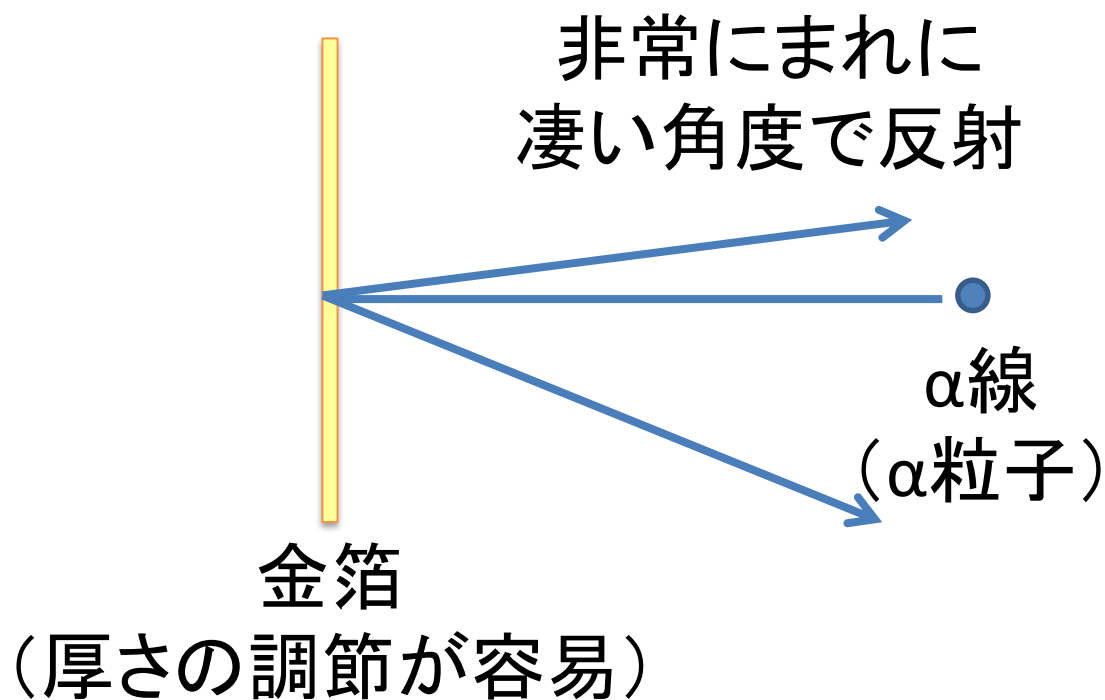 非常にまれに
凄い角度で反射
α線
（α粒子）
金箔
（厚さの調節が容易）